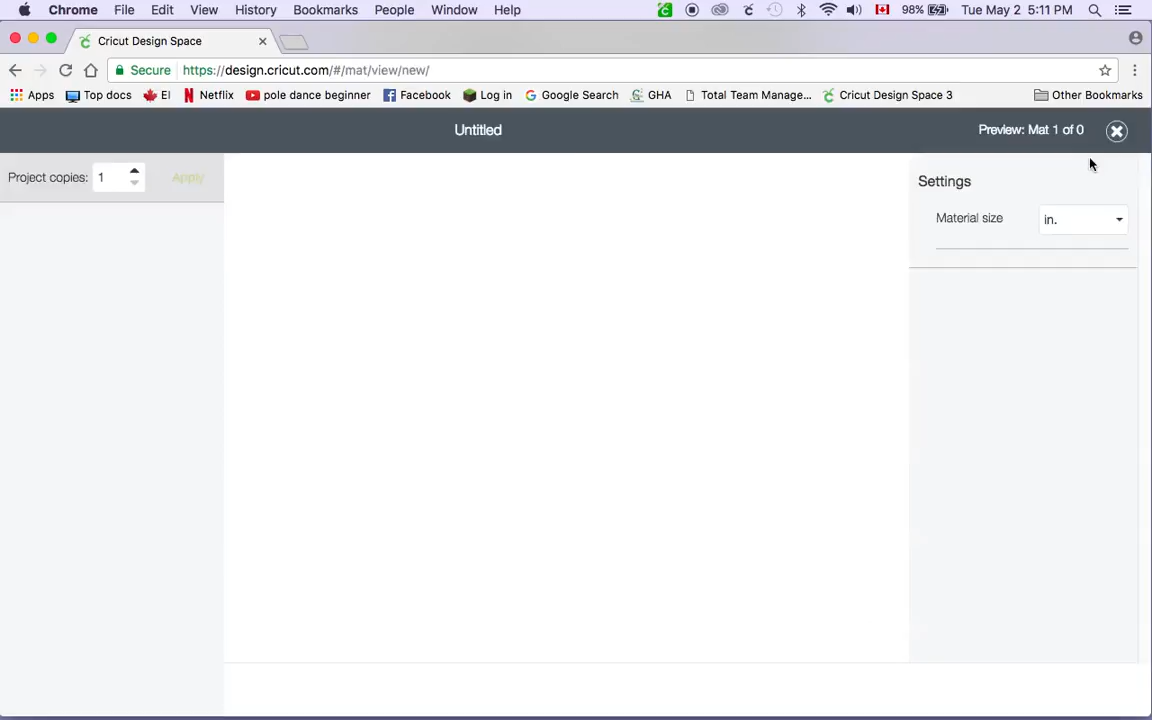 Chrome File Edit View History Bookmarks People Window Help 98% Tue May 2 5:11 PM
Cricut Design Space
Secure https://design.cricut.com/#/mat/view/new/
Apps Top docs EI Netflix pole dance beginner Facebook Log in Google Search GHA Total Team Manage... Cricut Design Space 3 Other Bookmarks
Untitled Preview: Mat 1 of 0
Project copies: 1 Apply
Settings
Material size in.